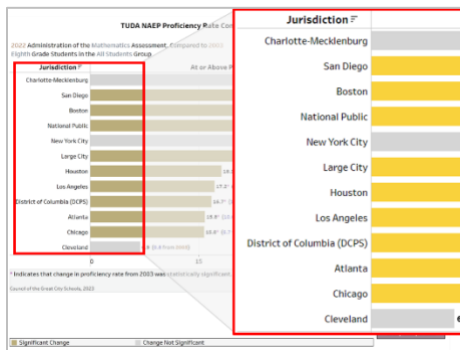 TUDA NAEP Proficiency Rate Con
2022 Administration of the Mathematics Assessment, Compared to 2003
Eighth Grade Students in the All Students Group
Jurisdiction
At or Above P
Charlotte-Mecklenburg
San Diego
Boston
National Public
New York City
Large City
Houston
Los Angeles
District of Columbia (DCPS)
Atlanta
Chicago
Cleveland
0
15
* Indicates that change in proficiency rate from 2003 was statistically significant.
Council of the Great City Schools, 2023
Significant Change
Change Not Significant
Jurisdiction
Charlotte-Mecklenburg
San Diego
Boston
National Public
New York City
Large City
Houston
Los Angeles
District of Columbia (DCPS)
Atlanta
Chicago
Cleveland